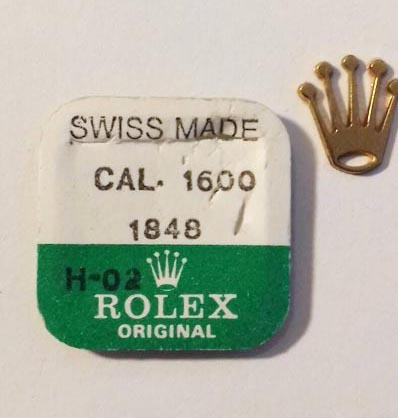 SWISS MADE
CAL. 1600
1848
H-02
ROLEX
ORIGINAL